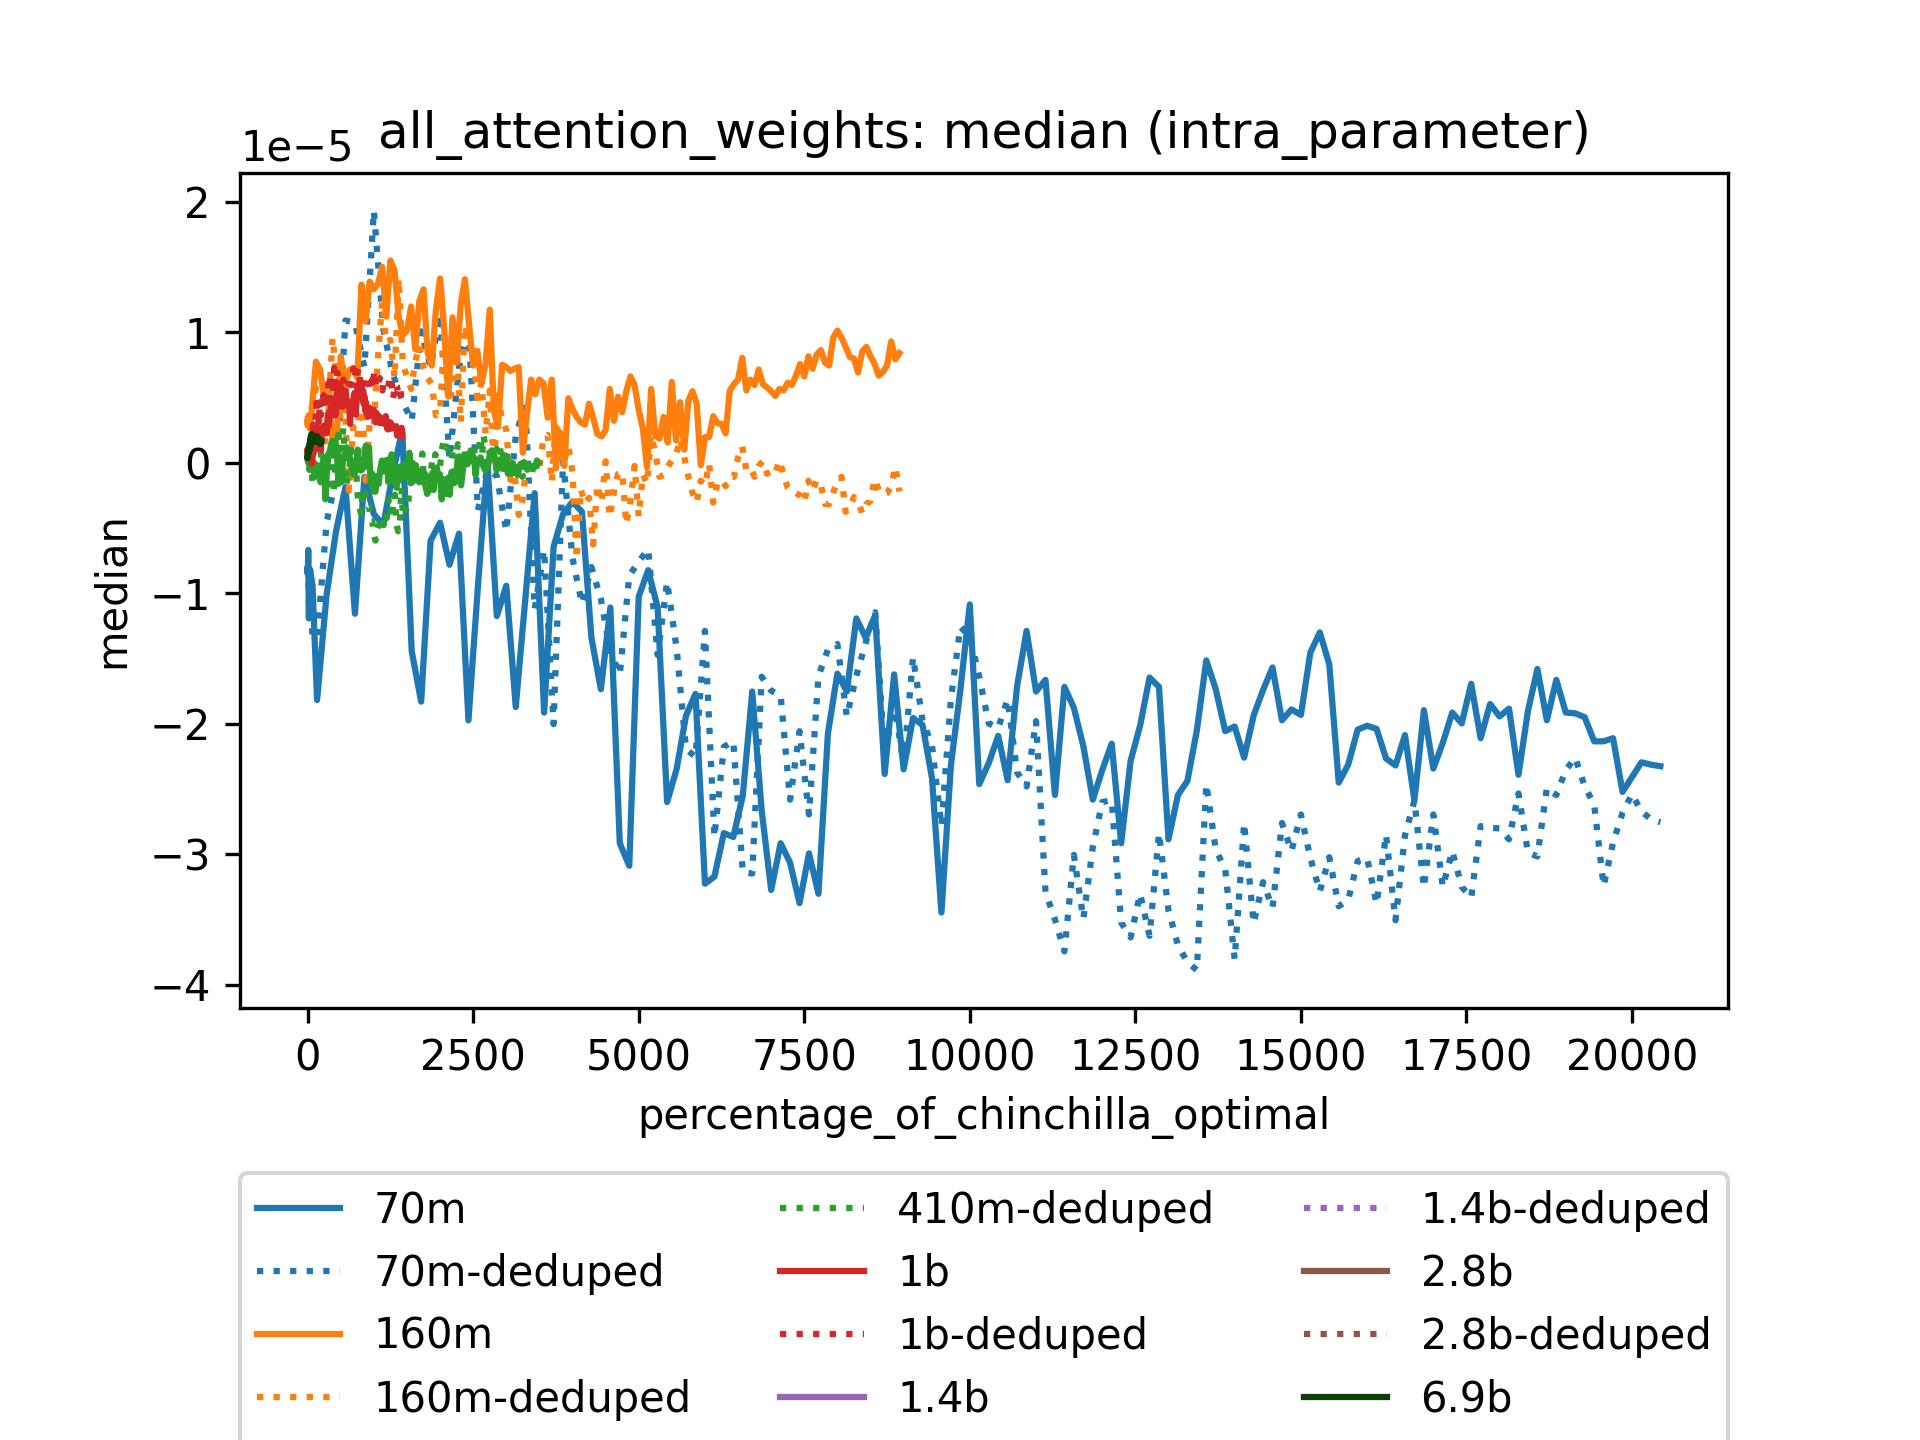 all_attention_weights: median (intra_parameter)
1e−5
2
1
0
−1
−2
−3
−4
median
0 2500 5000 7500 10000 12500 15000 17500 20000
percentage_of_chinchilla_optimal
70m 410m-deduped 1.4b-deduped
70m-deduped 1b 2.8b
160m 1b-deduped 2.8b-deduped
160m-deduped 1.4b 6.9b